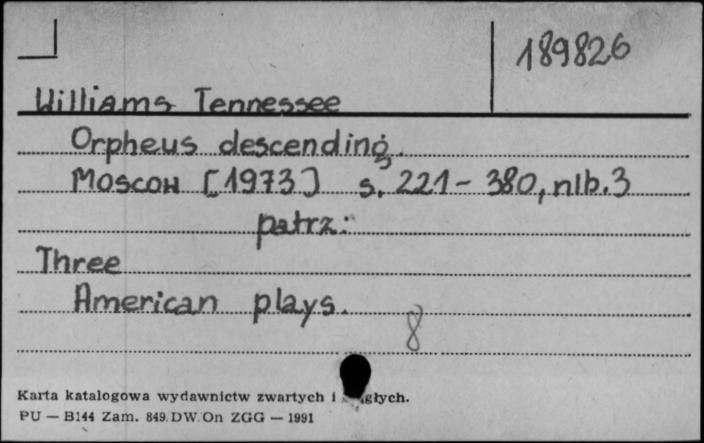 189826
Williams Tennessee
Orpheus descending.
Moscow [1973] s. 221 - 380, nlb. 3
patrz:
Three
American plays.
8
Karta katalogowa wydawnictw zwartych i
PU — B144 Zam. 849.DW.On ZGG — 1991